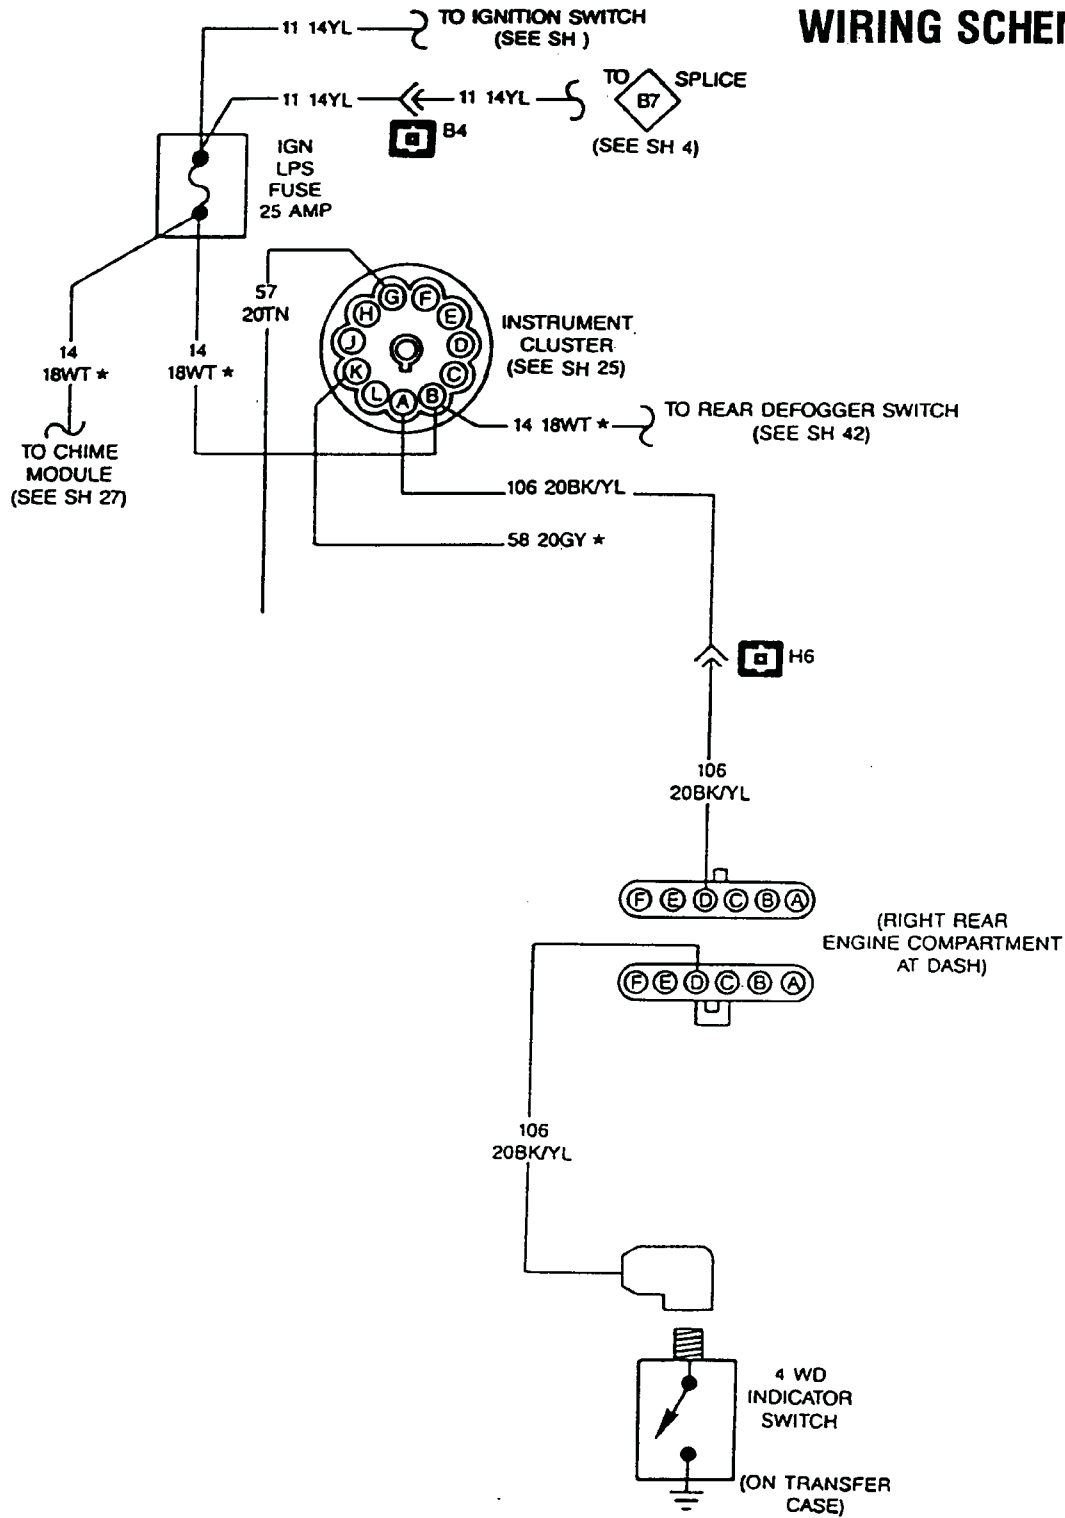 WIRING SCHEM
11 14YL
TO IGNITION SWITCH
(SEE SH )
11 14YL
11 14YL
TO B7 SPLICE
(SEE SH 4)
B4
IGN
LPS
FUSE
25 AMP
57
20TN
G
F
E
D
C
B
A
L
K
J
H
INSTRUMENT
CLUSTER
(SEE SH 25)
14
18WT *
14
18WT *
TO CHIME
MODULE
(SEE SH 27)
14 18WT *
TO REAR DEFOGGER SWITCH
(SEE SH 42)
106 20BK/YL
58 20GY *
H6
106
20BK/YL
F E D C B A
(RIGHT REAR
ENGINE COMPARTMENT
AT DASH)
F E D C B A
106
20BK/YL
4 WD
INDICATOR
SWITCH
(ON TRANSFER
CASE)